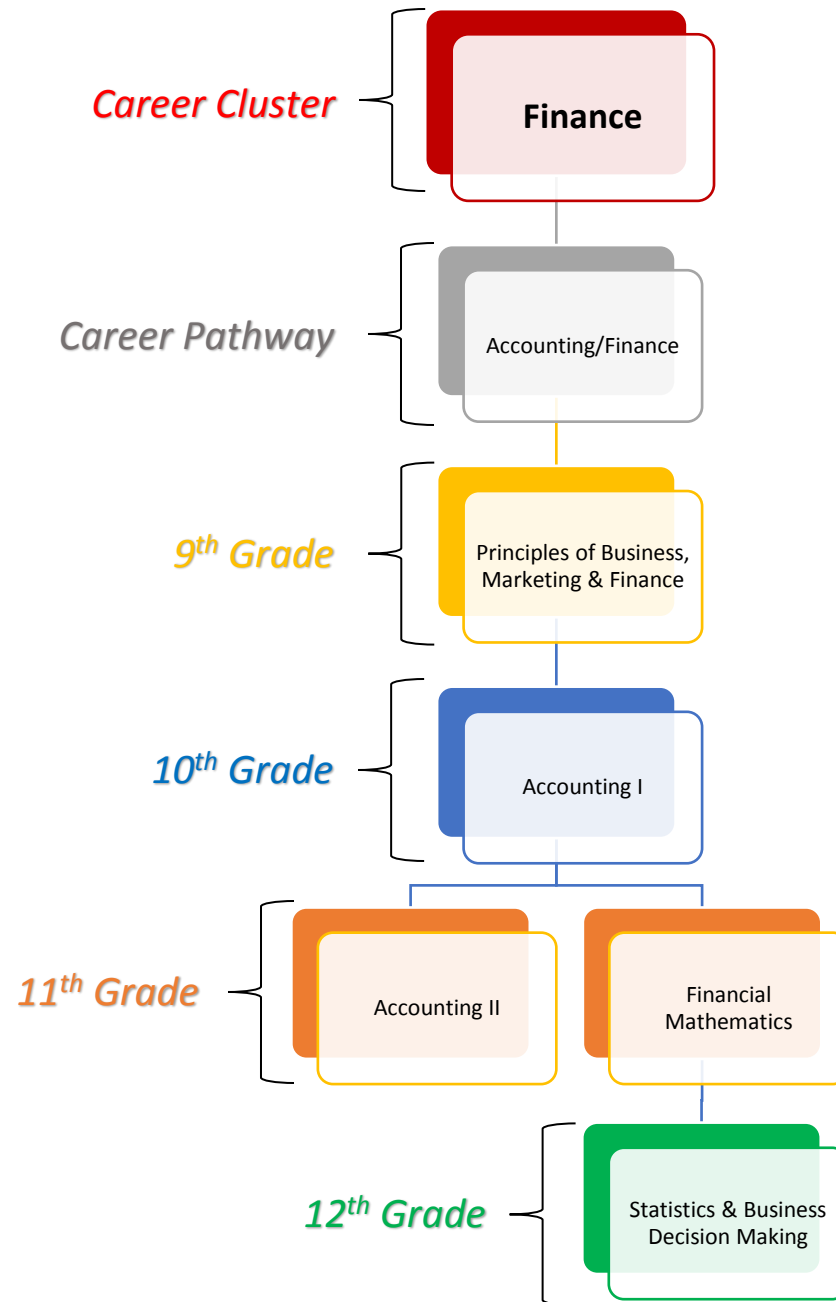 Career Cluster
Finance
Career Pathway
Accounting/Finance
9th Grade
Principles of Business,
Marketing & Finance
10th Grade
Accounting I
11th Grade
Accounting II
Financial
Mathematics
12th Grade
Statistics & Business
Decision Making